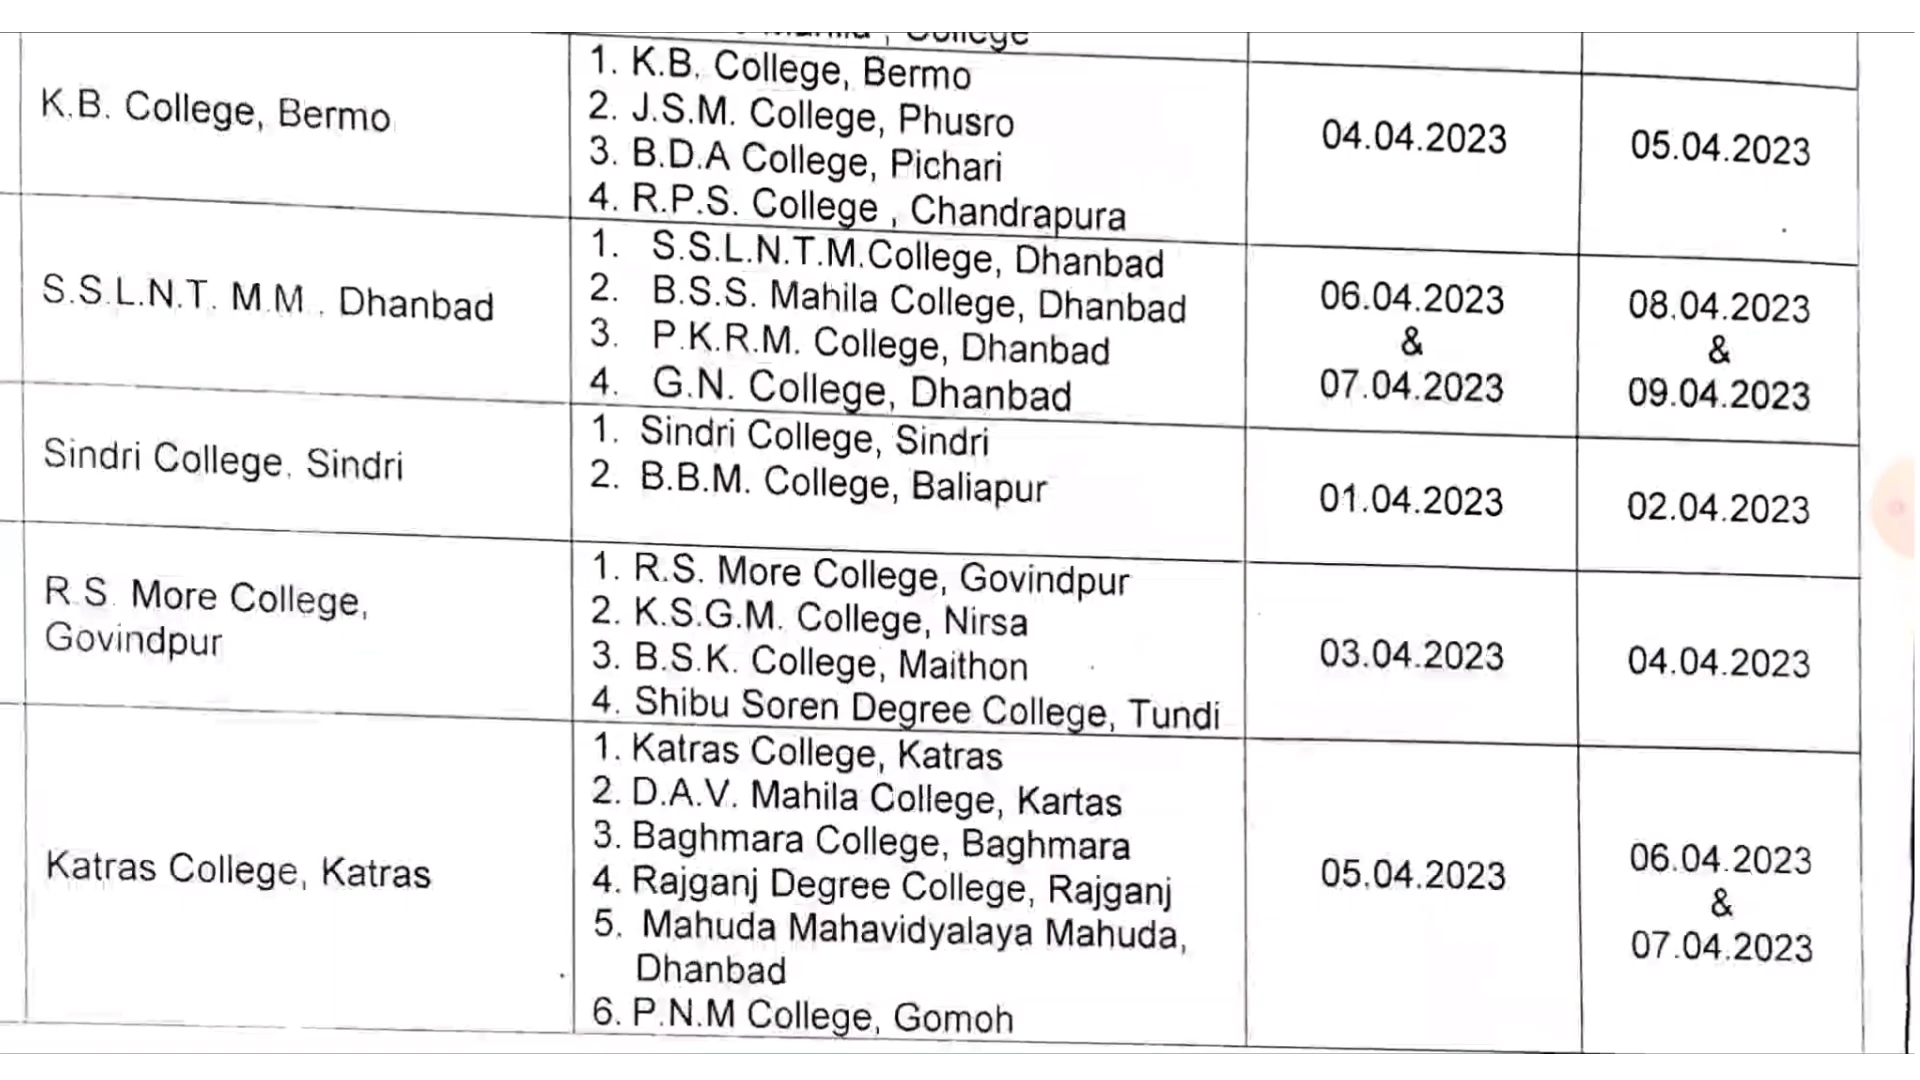 College
K.B. College, Bermo
1. K.B. College, Bermo
2. J.S.M. College, Phusro
3. B.D.A College, Pichari
4. R.P.S. College , Chandrapura
04.04.2023
05.04.2023
S.S.L.N.T. M.M. . Dhanbad
1. S.S.L.N.T.M.College, Dhanbad
2. B.S.S. Mahila College, Dhanbad
3. P.K.R.M. College, Dhanbad
4. G.N. College, Dhanbad
06.04.2023
&
07.04.2023
08.04.2023
&
09.04.2023
Sindri College, Sindri
1. Sindri College, Sindri
2. B.B.M. College, Baliapur
01.04.2023
02.04.2023
R.S. More College,
Govindpur
1. R.S. More College, Govindpur
2. K.S.G.M. College, Nirsa
3. B.S.K. College, Maithon
4. Shibu Soren Degree College, Tundi
03.04.2023
04.04.2023
Katras College, Katras
1. Katras College, Katras
2. D.A.V. Mahila College, Kartas
3. Baghmara College, Baghmara
4. Rajganj Degree College, Rajganj
5. Mahuda Mahavidyalaya Mahuda,
Dhanbad
6. P.N.M College, Gomoh
05.04.2023
06.04.2023
&
07.04.2023